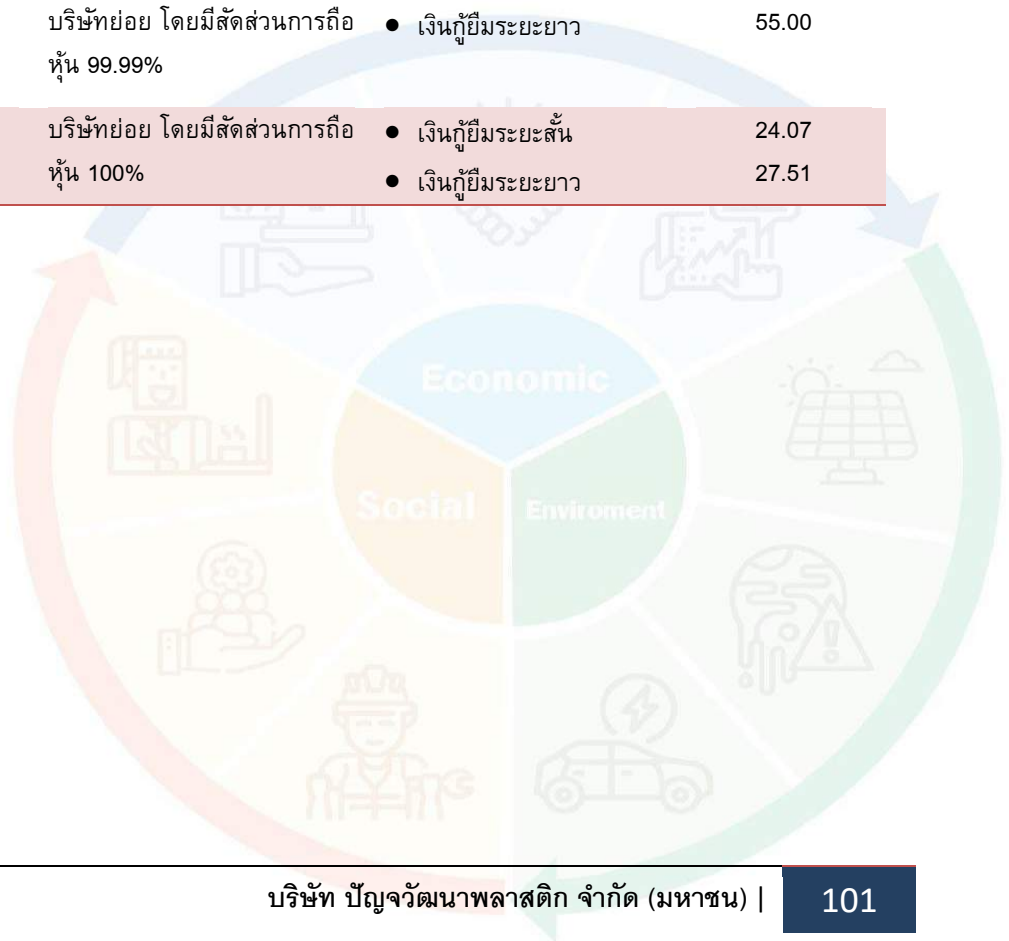 บริษัทย่อย โดยมีสัดส่วนการถือ ● เงินกู้ยืมระยะยาว 55.00
หุ้น 99.99%
บริษัทย่อย โดยมีสัดส่วนการถือ ● เงินกู้ยืมระยะสั้น 24.07
หุ้น 100% ● เงินกู้ยืมระยะยาว 27.51
Economic
Social Enviroment
บริษัท ปัญจวัฒนาพลาสติก จำกัด (มหาชน) | 101